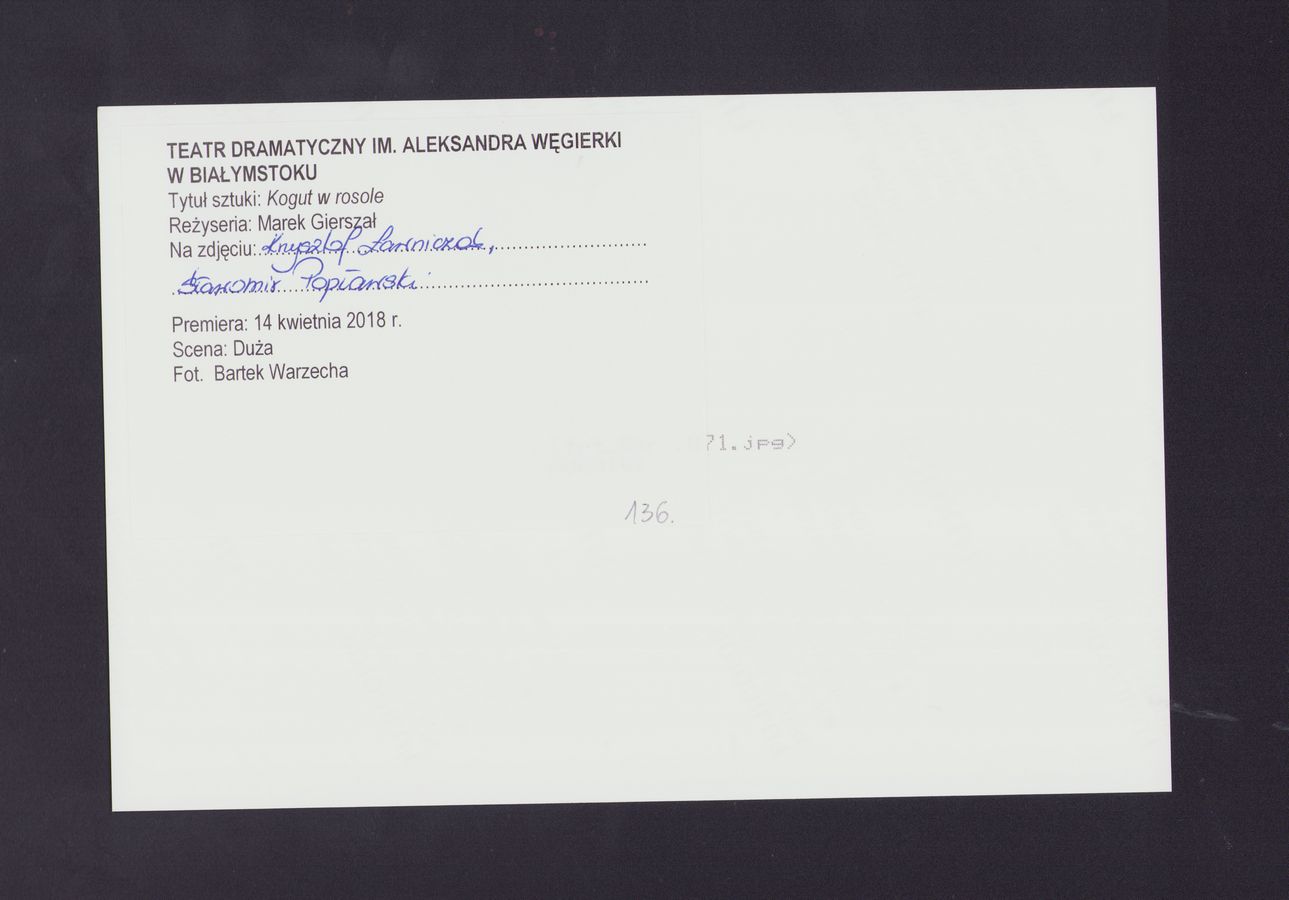 TEATR DRAMATYCZNY IM. ALEKSANDRA WĘGIERKI
W BIAŁYMSTOKU
Tytuł sztuki: Kogut w rosole
Reżyseria: Marek Gierszał
Na zdjęciu: Krzysztof Ławniczak,
Sławomir Popławski
Premiera: 14 kwietnia 2018 r.
Scena: Duża
Fot. Bartek Warzecha
71.jpg>
136.